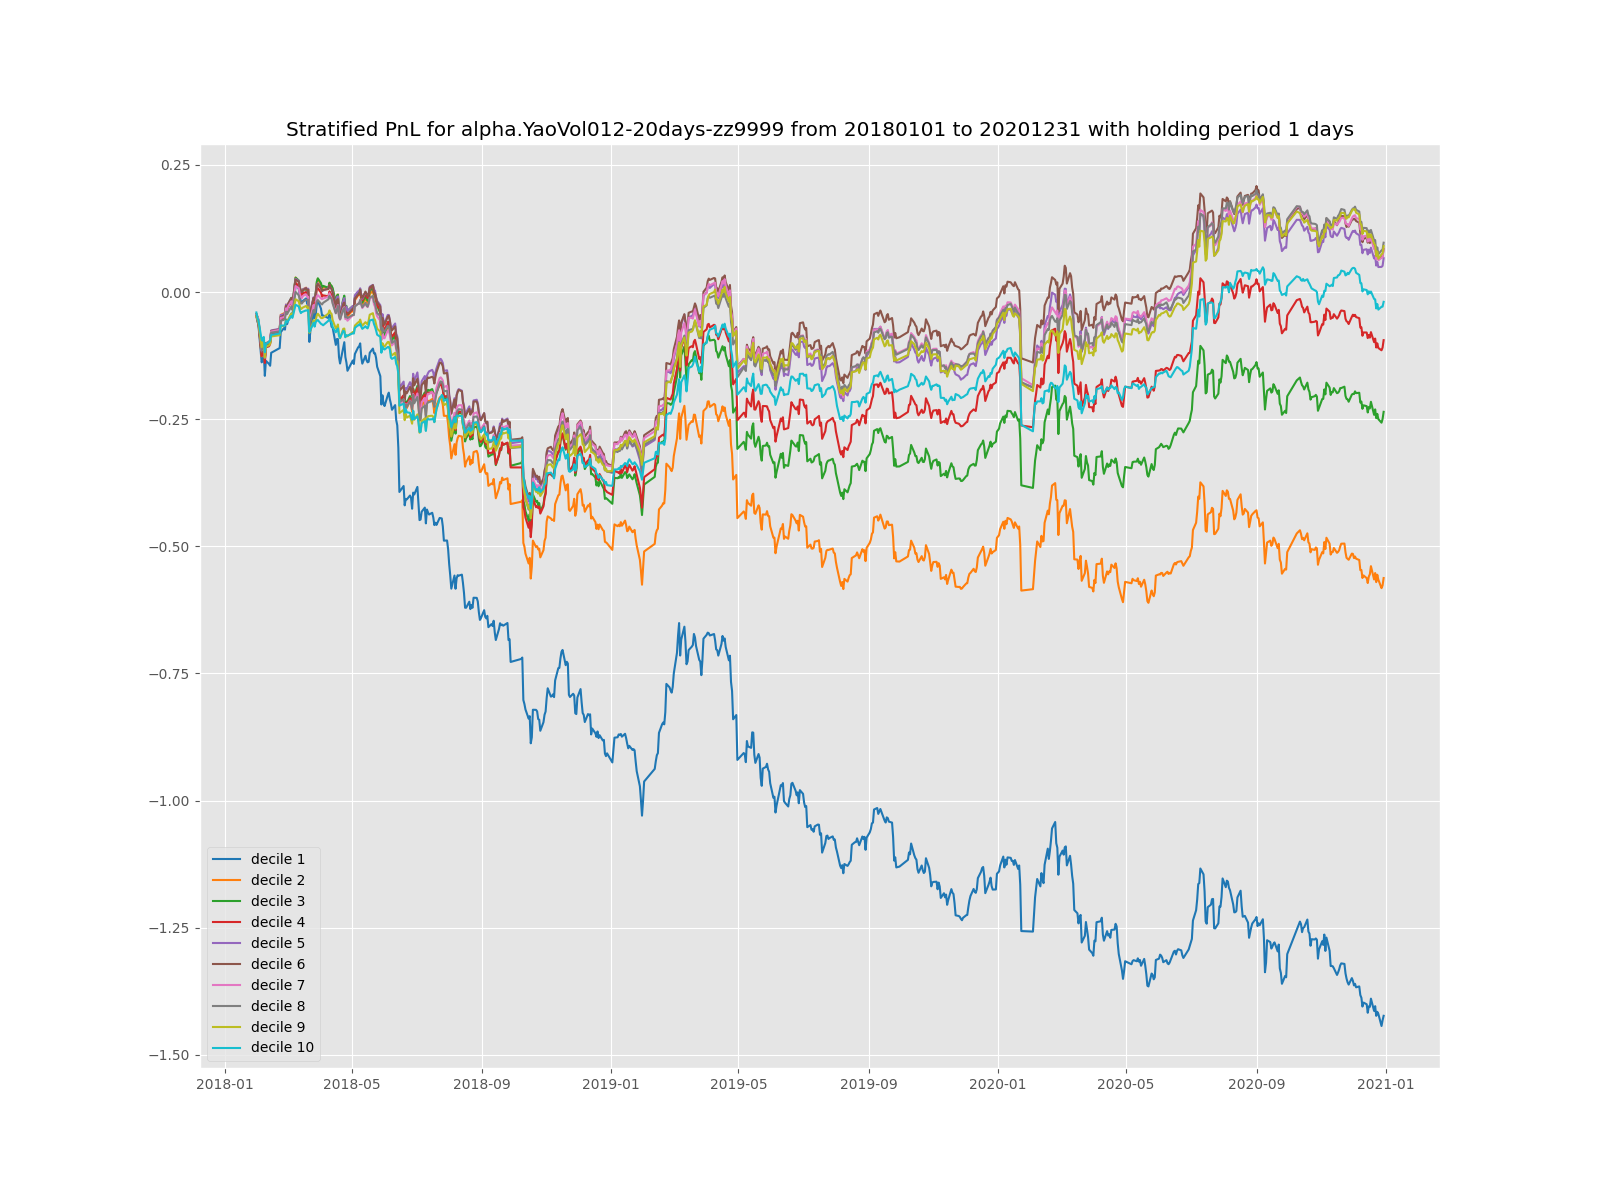 Stratified PnL for alpha.YaoVol012-20days-zz9999 from 20180101 to 20201231 with holding period 1 days
0.25
0.00
−0.25
−0.50
−0.75
−1.00
−1.25
−1.50
decile 1
decile 2
decile 3
decile 4
decile 5
decile 6
decile 7
decile 8
decile 9
decile 10
2018-01 2018-05 2018-09 2019-01 2019-05 2019-09 2020-01 2020-05 2020-09 2021-01